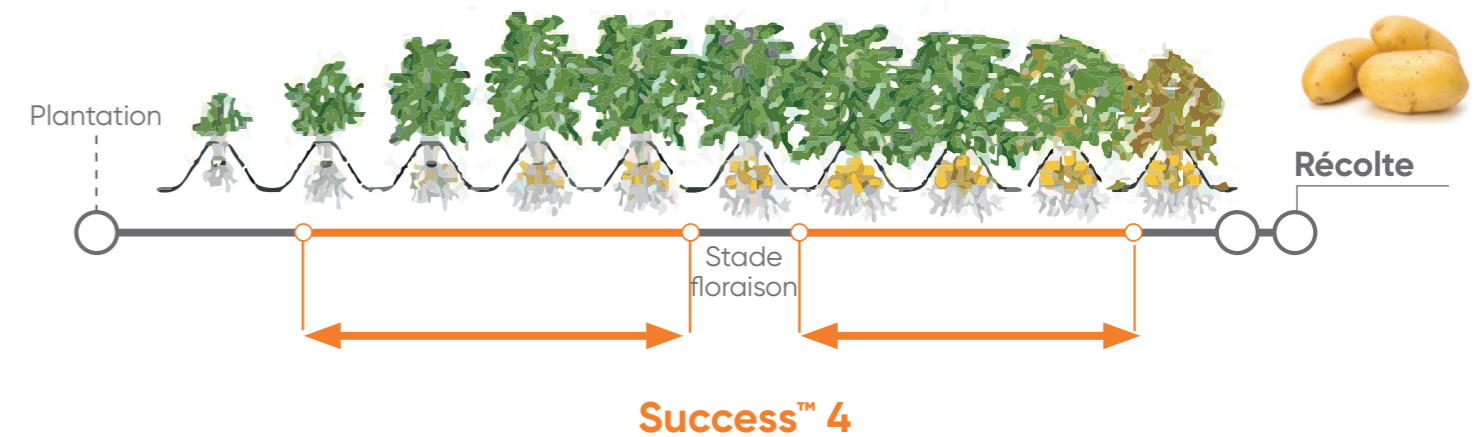 Plantation
Récolte
Stade
floraison
Success™ 4